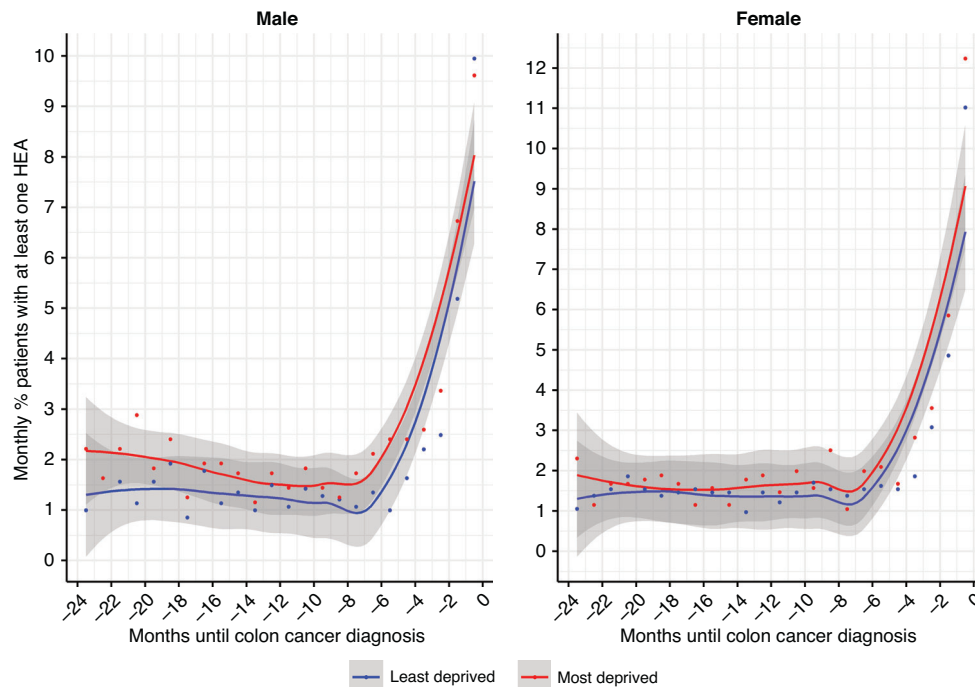 Male
Female
Monthly % patients with at least one HEA
10
9
8
7
6
5
4
3
2
1
0
12
11
10
9
8
7
6
5
4
3
2
1
0
−24 −22 −20 −18 −16 −14 −12 −10 −8 −6 −4 −2 0
−24 −22 −20 −18 −16 −14 −12 −10 −8 −6 −4 −2 0
Months until colon cancer diagnosis
Months until colon cancer diagnosis
Least deprived
Most deprived